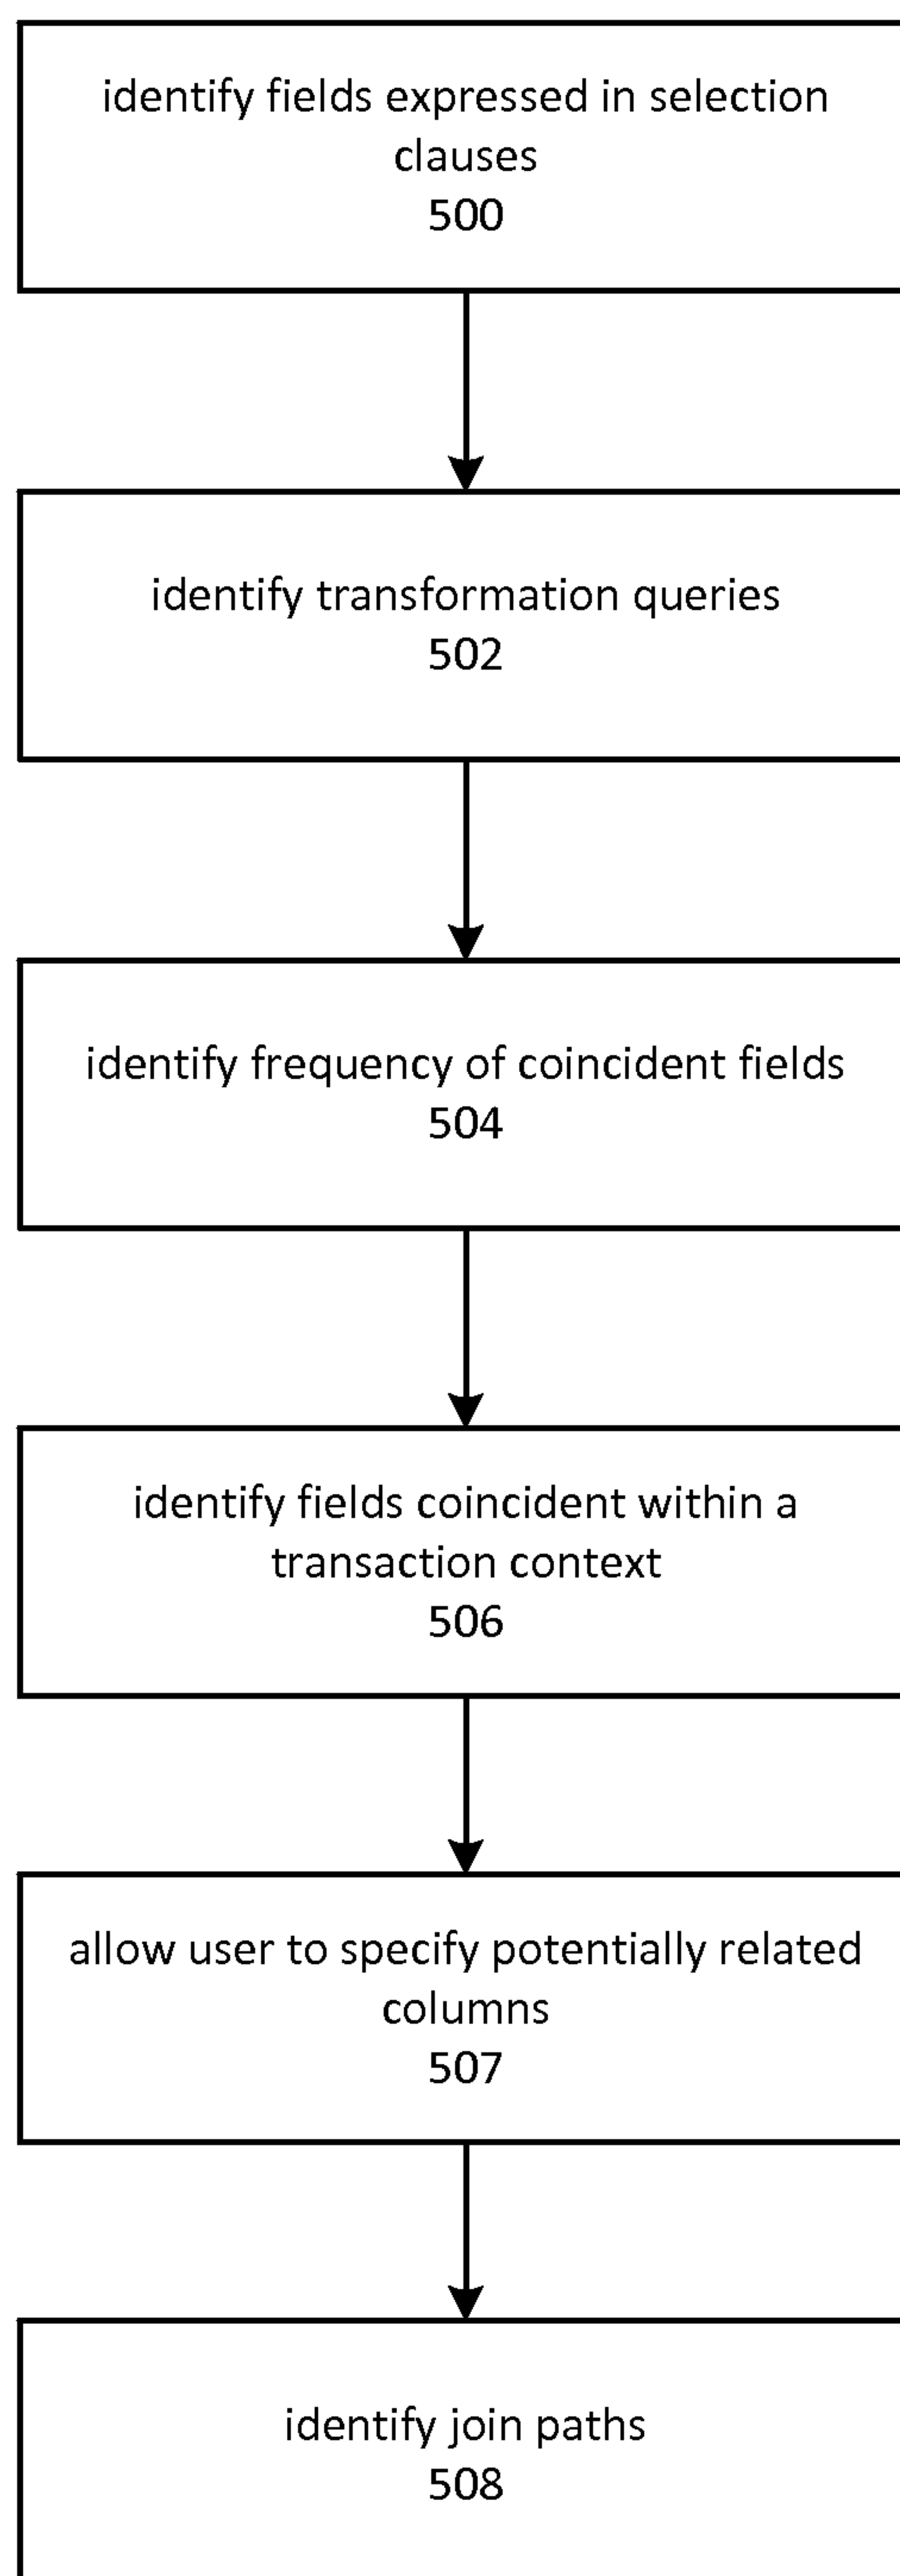 identify fields expressed in selection
clauses
500
identify transformation queries
502
identify frequency of coincident fields
504
identify fields coincident within a
transaction context
506
allow user to specify potentially related
columns
507
identify join paths
508